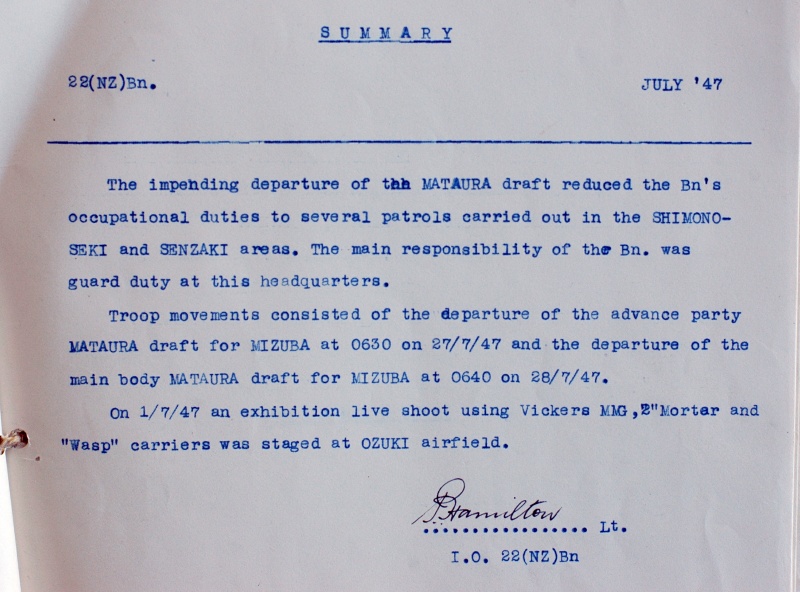 SUMMARY
22(NZ)Bn. JULY '47
The impending departure of the MATAURA draft reduced the Bn's
occupational duties to several patrols carried out in the SHIMONO-
SEKI and SENZAKI areas. The main responsibility of the Bn. was
guard duty at this headquarters.
Troop movements consisted of the departure of the advance party
MATAURA draft for MIZUBA at 0630 on 27/7/47 and the departure of the
main body MATAURA draft for MIZUBA at 0640 on 28/7/47.
On 1/7/47 an exhibition live shoot using Vickers MMG,2"Mortar and
"Wasp" carriers was staged at OZUKI airfield.
Hamilton
................. Lt.
I.O. 22(NZ)Bn